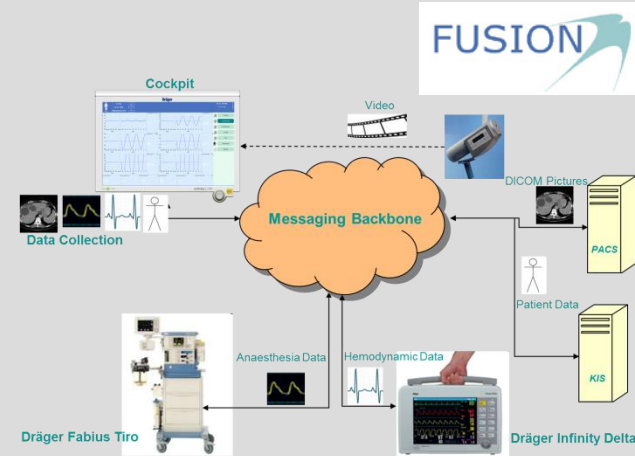 FUSION
Cockpit
Dräger
Video
DICOM Pictures
Messaging Backbone
Data Collection
PACS
Patient Data
Anaesthesia Data
Hemodynamic Data
KIS
Dräger Fabius Tiro
Dräger Infinity Delta